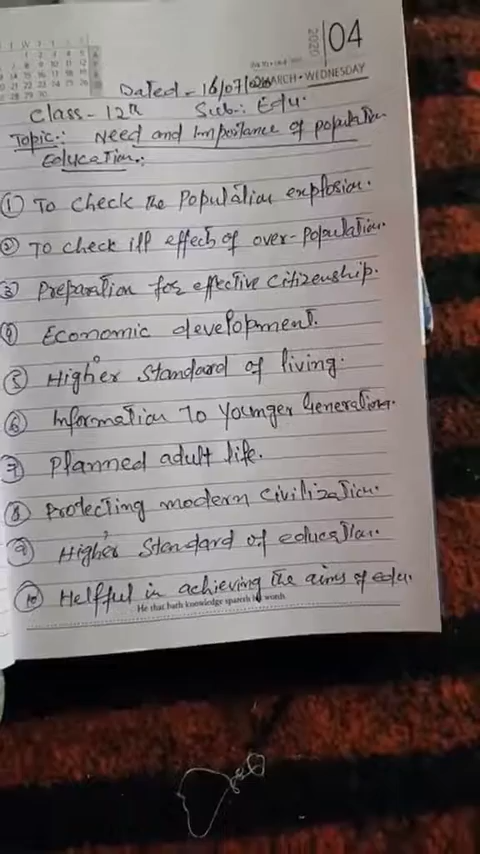 2020 04
MARCH • WEDNESDAY
Dated - 16/07/
Class - 12th Sub: Edu.
Topic:- Need and Importance of population
Education:
① To check the Population explosion.
② To check ill effects of over-population.
③ Preparation for effective citizenship.
④ Economic development.
⑤ Higher Standard of living.
⑥ Information To younger Generations.
⑦ Planned adult life.
⑧ Protecting modern civilization.
⑨ Higher Standard of education.
⑩ Helfful in achieving the aims of edu.
He that hath knowledge spareth his words